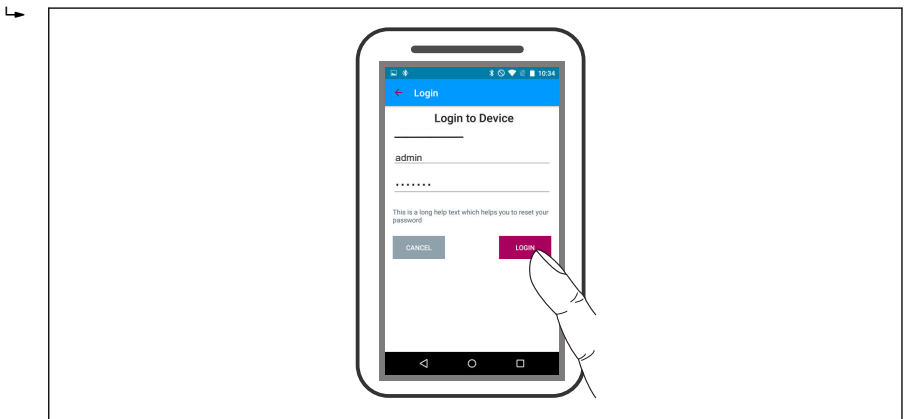 10:34
Login
Login to Device
admin
.......
This is a long help text which helps you to reset your
password
CANCEL LOGIN